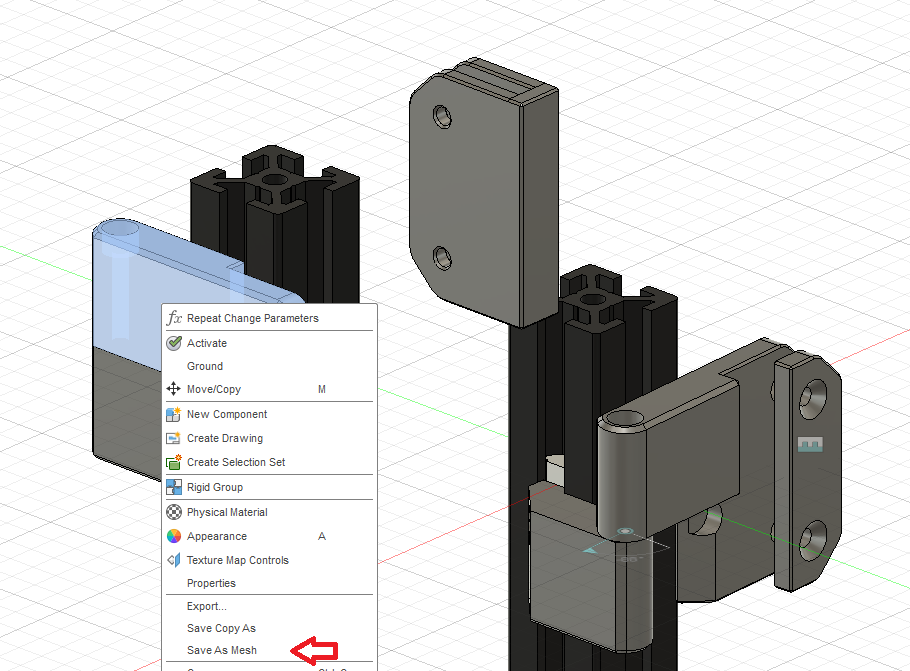 fx Repeat Change Parameters
Activate
Ground
Move/Copy M
New Component
Create Drawing
Create Selection Set
Rigid Group
Physical Material
Appearance A
Texture Map Controls
Properties
Export...
Save Copy As
Save As Mesh